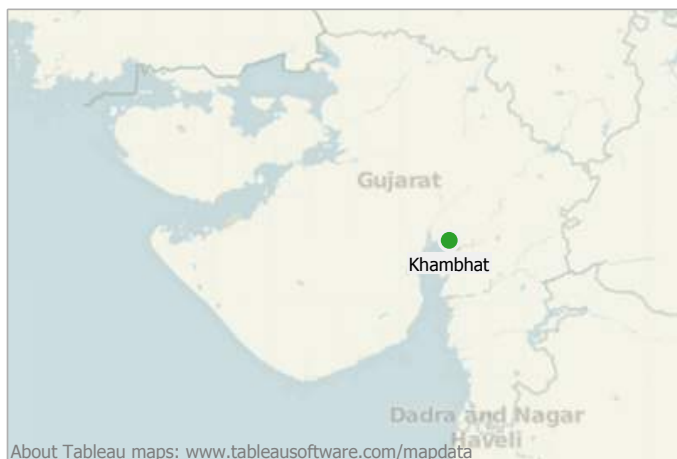 Gujarat
Khambhat
Dadra and Nagar
Haveli
About Tableau maps: www.tableausoftware.com/mapdata